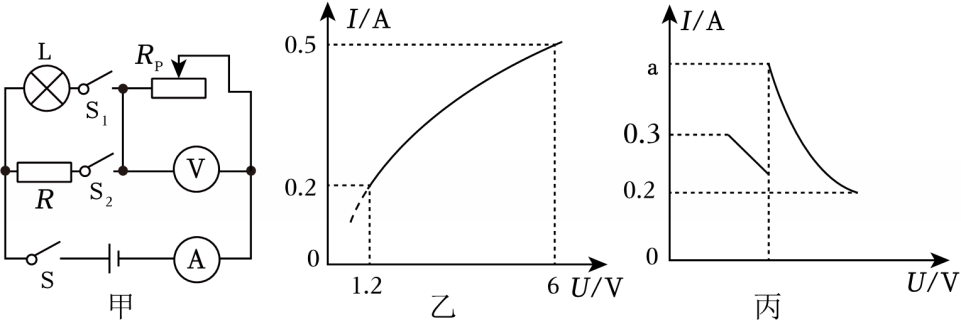 L
R_P
S_1
V
R
S_2
S
A
甲
I/A
0.5
0.2
0
1.2
6
U/V
乙
I/A
a
0.3
0.2
0
U/V
丙